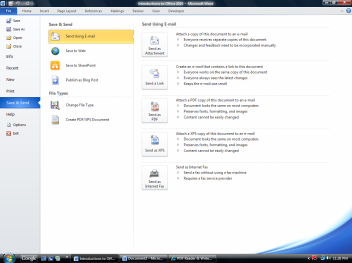 Introduction to Office 2010 - Microsoft Word
File Home Insert Page Layout References Mailings Review View Developer
Save
Save As
Open
Close
Info
Recent
New
Print
Save & Send
Help
Options
Exit
Save & Send
Send Using E-mail
Save to Web
Save to SharePoint
Publish as Blog Post
File Types
Change File Type
Create PDF/XPS Document
Send Using E-mail
Send as Attachment
Attach a copy of this document to an e-mail
Everyone receives separate copies of this document
Changes and feedback need to be incorporated manually
Send a Link
Create an e-mail that contains a link to this document
Everyone works on the same copy of this document
Everyone always sees the latest changes
Keeps the e-mail size small
Send as PDF
Attach a PDF copy of this document to an e-mail
Document looks the same on most computers
Preserves fonts, formatting, and images
Content cannot be easily changed
Send as XPS
Attach a XPS copy of this document to an e-mail
Document looks the same on most computers
Preserves fonts, formatting, and images
Content cannot be easily changed
Send as Internet Fax
Send as Internet Fax
Send a fax without using a fax machine
Requires a fax service provider
Google
Introduction to Off...
Document2 - Micro...
PDF Reader & Write...
11:26 PM